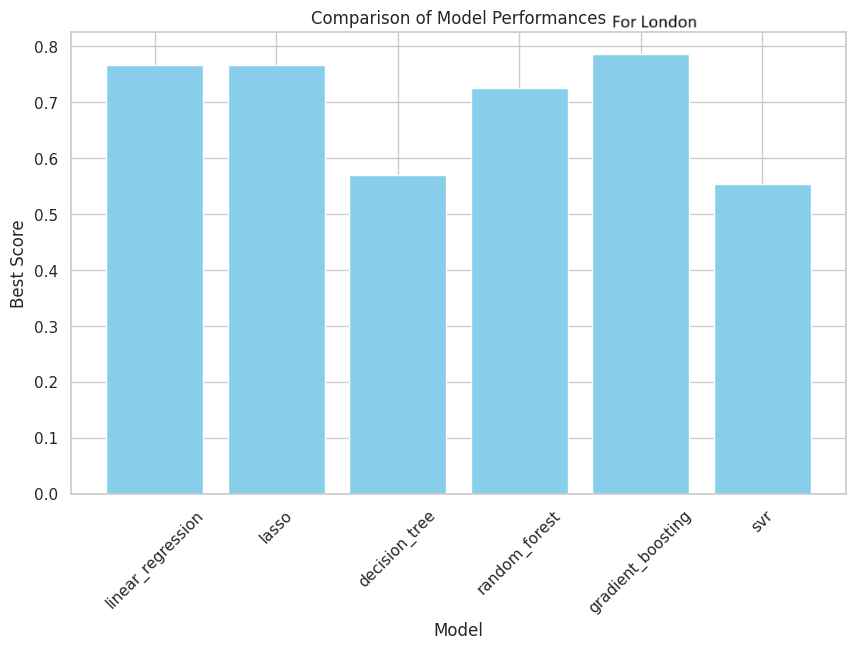 Comparison of Model Performances For London
0.8
0.7
0.6
0.5
0.4
0.3
0.2
0.1
0.0
Best Score
linear_regression
lasso
decision_tree
random_forest
gradient_boosting
svr
Model